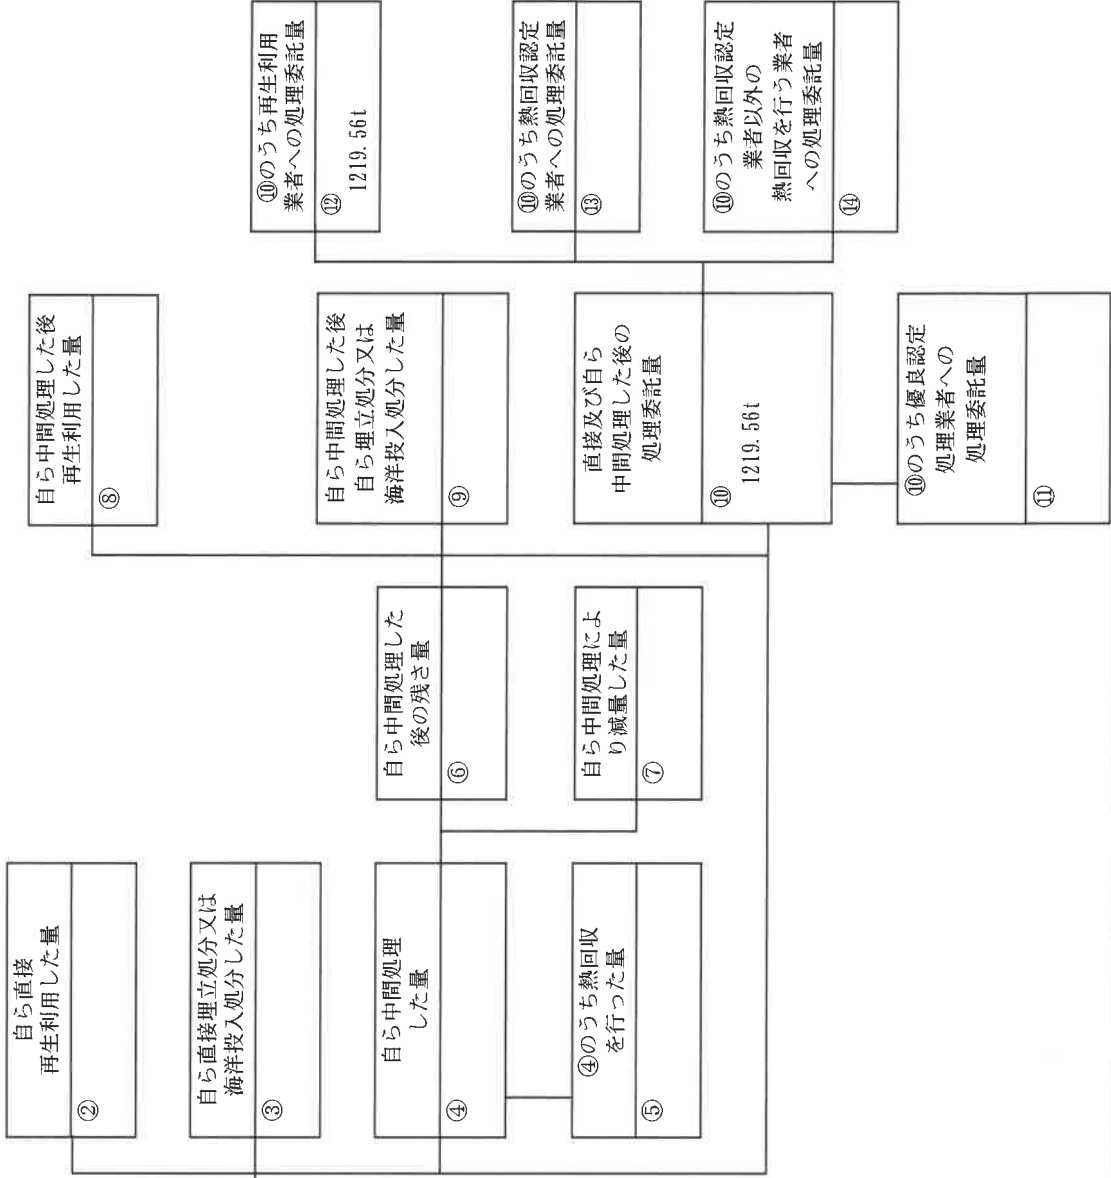 自ら直接
再生利用した量
②
自ら直接埋立処分又は
海洋投入処分した量
③
自ら中間処理
した量
④
④のうち熱回収
を行った量
⑤
自ら中間処理した
後の残さ量
⑥
自ら中間処理によ
り減量した量
⑦
自ら中間処理した後
再生利用した量
⑧
自ら中間処理した後
自ら埋立処分又は
海洋投入処分した量
⑨
直接及び自ら
中間処理した後の
処理委託量
⑩
1219.56t
⑩のうち優良認定
処理業者への
処理委託量
⑪
⑩のうち再生利用
業者への処理委託量
⑫
1219.56t
⑩のうち熱回収認定
業者への処理委託量
⑬
⑩のうち熱回収認定
業者以外の
熱回収を行う業者
への処理委託量
⑭